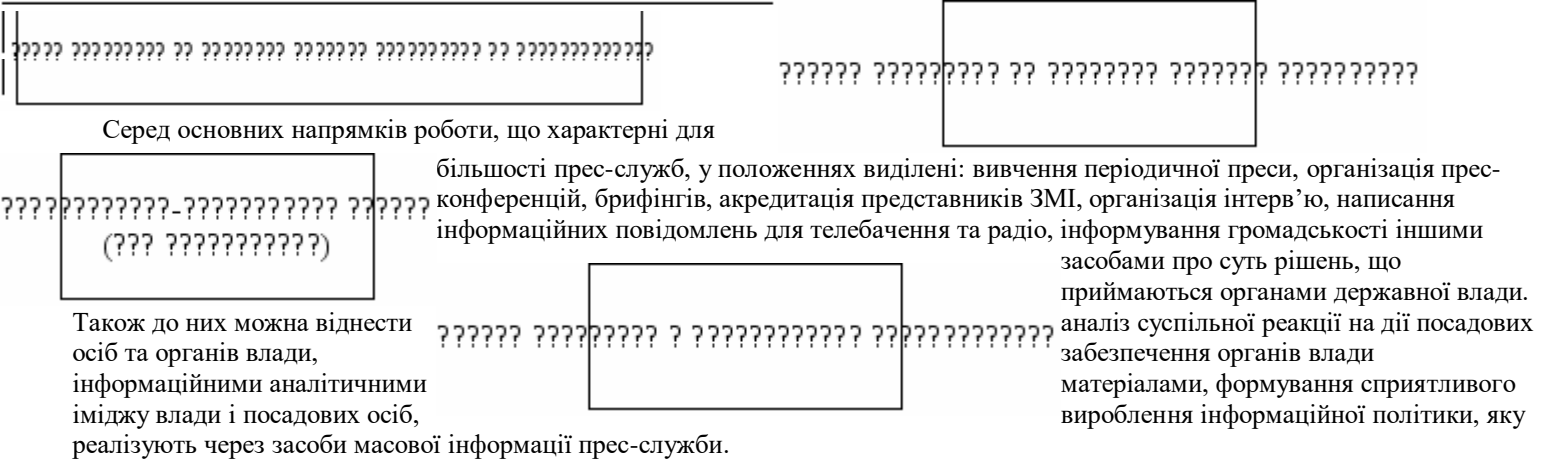 ????? ????????? ?? ???????? ??????? ?????????? ?? ?????????????
?????? ????????? ?? ???????? ??????? ??????????
Серед основних напрямків роботи, що характерні для
більшості прес-служб, у положеннях виділені: вивчення періодичної преси, організація прес-
????????????-??????????? ??????
(??? ???????????)
конференцій, брифінгів, акредитація представників ЗМІ, організація інтерв’ю, написання
інформаційних повідомлень для телебачення та радіо, інформування громадськості іншими
засобами про суть рішень, що
приймаються органами державної влади.
Також до них можна віднести аналіз суспільної реакції на дії посадових
?????? ????????? ? ???????????? ?????????????
осіб та органів влади, забезпечення органів влади
інформаційними аналітичними матеріалами, формування сприятливого
іміджу влади і посадових осіб, вироблення інформаційної політики, яку
реалізують через засоби масової інформації прес-служби.